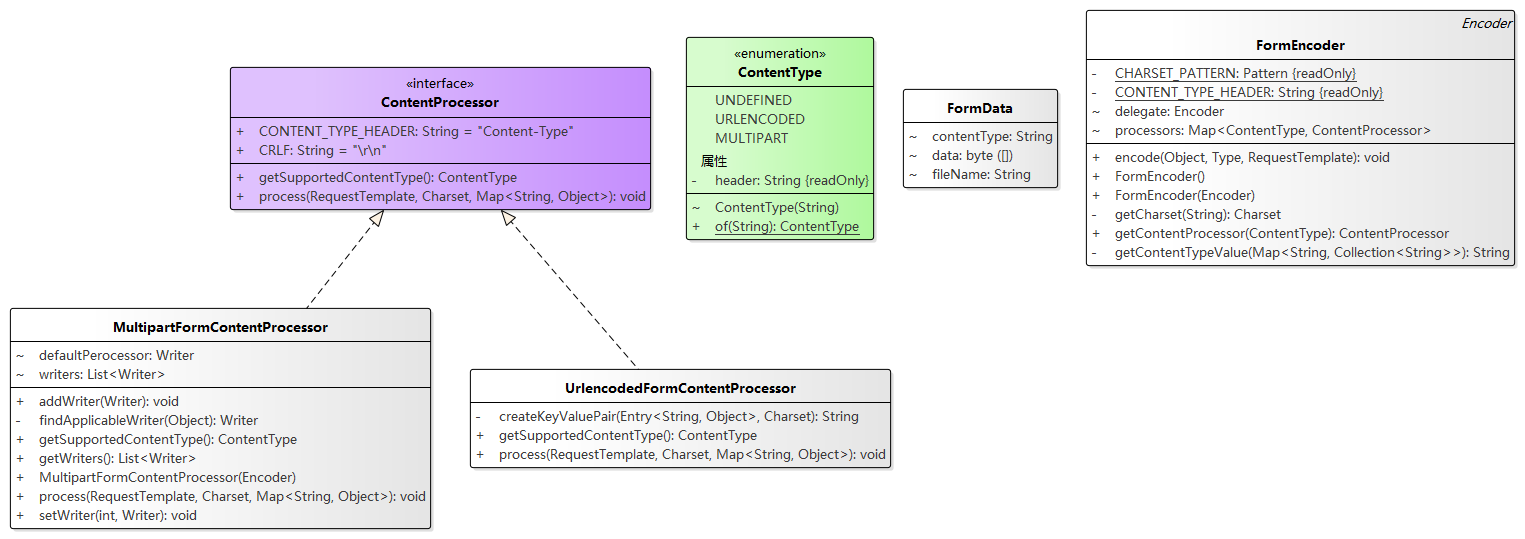 «interface»
ContentProcessor
+ CONTENT_TYPE_HEADER: String = "Content-Type"
+ CRLF: String = "\r\n"
+ getSupportedContentType(): ContentType
+ process(RequestTemplate, Charset, Map<String, Object>): void
«enumeration»
ContentType
UNDEFINED
URLENCODED
MULTIPART
属性
- header: String {readOnly}
~ ContentType(String)
+ of(String): ContentType
FormData
~ contentType: String
~ data: byte ([])
~ fileName: String
Encoder
FormEncoder
- CHARSET_PATTERN: Pattern {readOnly}
- CONTENT_TYPE_HEADER: String {readOnly}
~ delegate: Encoder
~ processors: Map<ContentType, ContentProcessor>
+ encode(Object, Type, RequestTemplate): void
+ FormEncoder()
+ FormEncoder(Encoder)
- getCharset(String): Charset
+ getContentProcessor(ContentType): ContentProcessor
- getContentTypeValue(Map<String, Collection<String>>): String
MultipartFormContentProcessor
~ defaultPerocessor: Writer
~ writers: List<Writer>
+ addWriter(Writer): void
- findApplicableWriter(Object): Writer
+ getSupportedContentType(): ContentType
+ getWriters(): List<Writer>
+ MultipartFormContentProcessor(Encoder)
+ process(RequestTemplate, Charset, Map<String, Object>): void
+ setWriter(int, Writer): void
UrlencodedFormContentProcessor
- createKeyValuePair(Entry<String, Object>, Charset): String
+ getSupportedContentType(): ContentType
+ process(RequestTemplate, Charset, Map<String, Object>): void